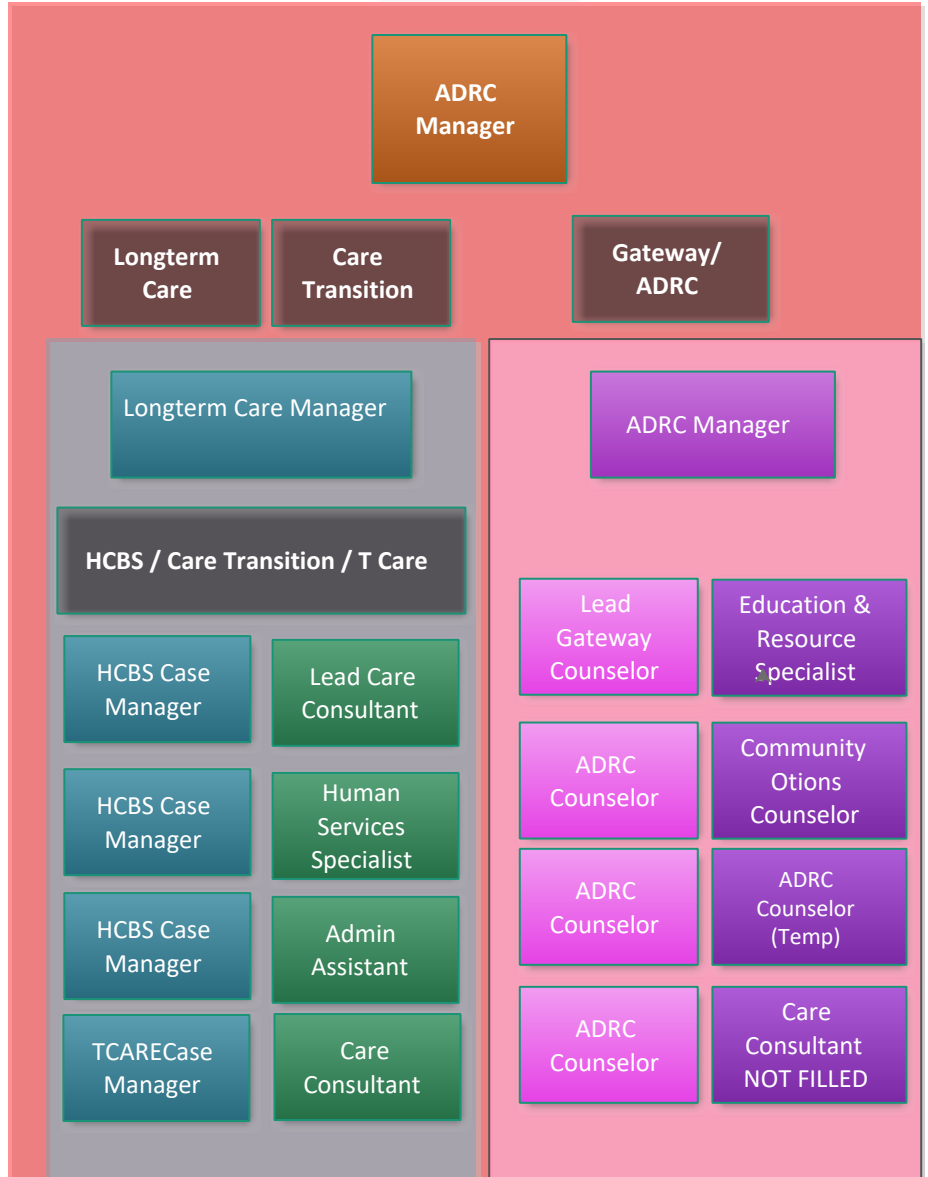 ADRC
Manager
Longterm
Care
Care
Transition
Gateway/
ADRC
Longterm Care Manager
HCBS / Care Transition / T Care
HCBS Case
Manager
Lead Care
Consultant
HCBS Case
Manager
Human
Services
Specialist
HCBS Case
Manager
Admin
Assistant
TCARECase
Manager
Care
Consultant
ADRC Manager
Lead
Gateway
Counselor
Education &
Resource
Specialist
ADRC
Counselor
Community
Otions
Counselor
ADRC
Counselor
ADRC
Counselor
(Temp)
ADRC
Counselor
Care
Consultant
NOT FILLED